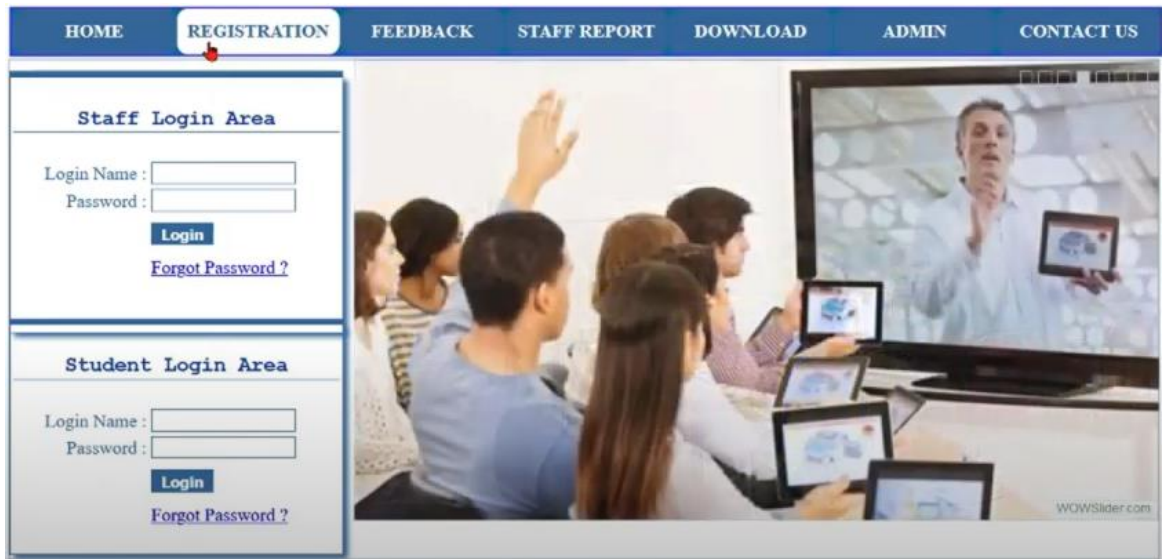 HOME REGISTRATION FEEDBACK STAFF REPORT DOWNLOAD ADMIN CONTACT US
Staff Login Area
Login Name :
Password :
Login
Forgot Password ?
Student Login Area
Login Name :
Password :
Login
Forgot Password ?
WOWSlider.com